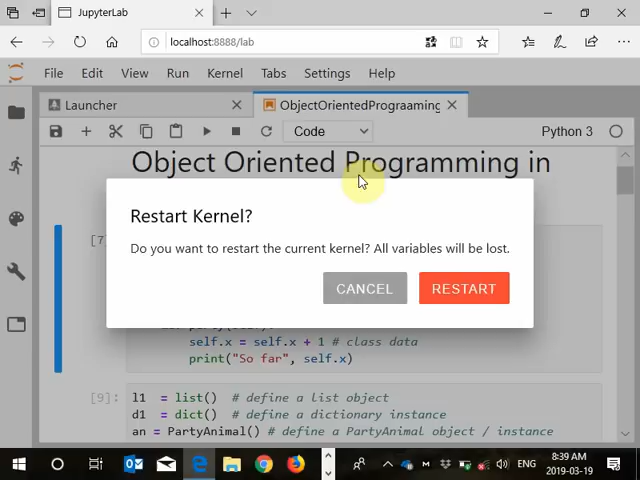 JupyterLab
localhost:8888/lab
File Edit View Run Kernel Tabs Settings Help
Launcher
ObjectOrientedPrograaming
Code
Python 3
Object Oriented Programming in
Restart Kernel?
[7]
Do you want to restart the current kernel? All variables will be lost.
CANCEL RESTART
self.x = self.x + 1 # class data
print("So far", self.x)
[9]: l1 = list() # define a list object
d1 = dict() # define a dictionary instance
an = PartyAnimal() # define a PartyAnimal object / instance
ENG
8:39 AM
2019-03-19